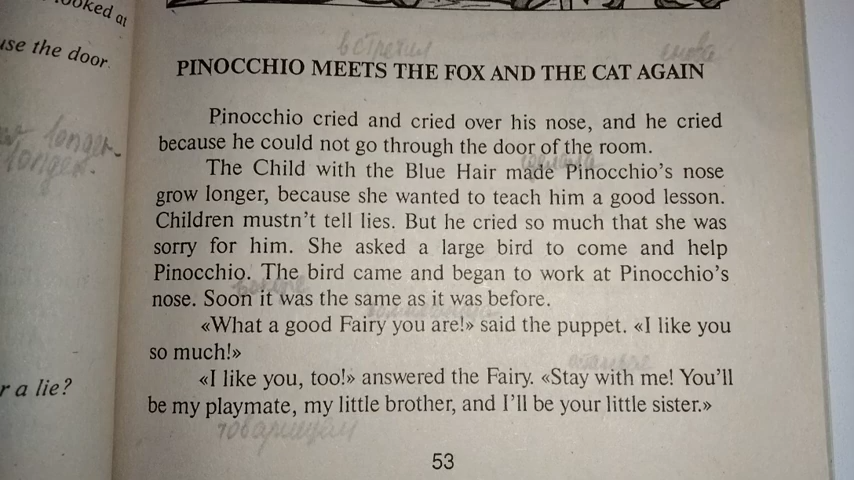 ooked at
use the door.
longer
longer.
r a lie?
встретил
снова
PINOCCHIO MEETS THE FOX AND THE CAT AGAIN
Pinocchio cried and cried over his nose, and he cried
because he could not go through the door of the room.
The Child with the Blue Hair made Pinocchio's nose
grow longer, because she wanted to teach him a good lesson.
Children mustn't tell lies. But he cried so much that she was
sorry for him. She asked a large bird to come and help
Pinocchio. The bird came and began to work at Pinocchio's
nose. Soon it was the same as it was before.
«What a good Fairy you are!» said the puppet. «I like you
so much!»
«I like you, too!» answered the Fairy. «Stay with me! You'll
be my playmate, my little brother, and I'll be your little sister.»
товарищам
53